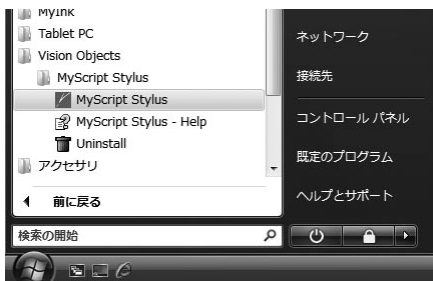 MyInk
Tablet PC
Vision Objects
MyScript Stylus
MyScript Stylus
MyScript Stylus - Help
Uninstall
アクセサリ
前に戻る
検索の開始
ネットワーク
接続先
コントロール パネル
既定のプログラム
ヘルプとサポート